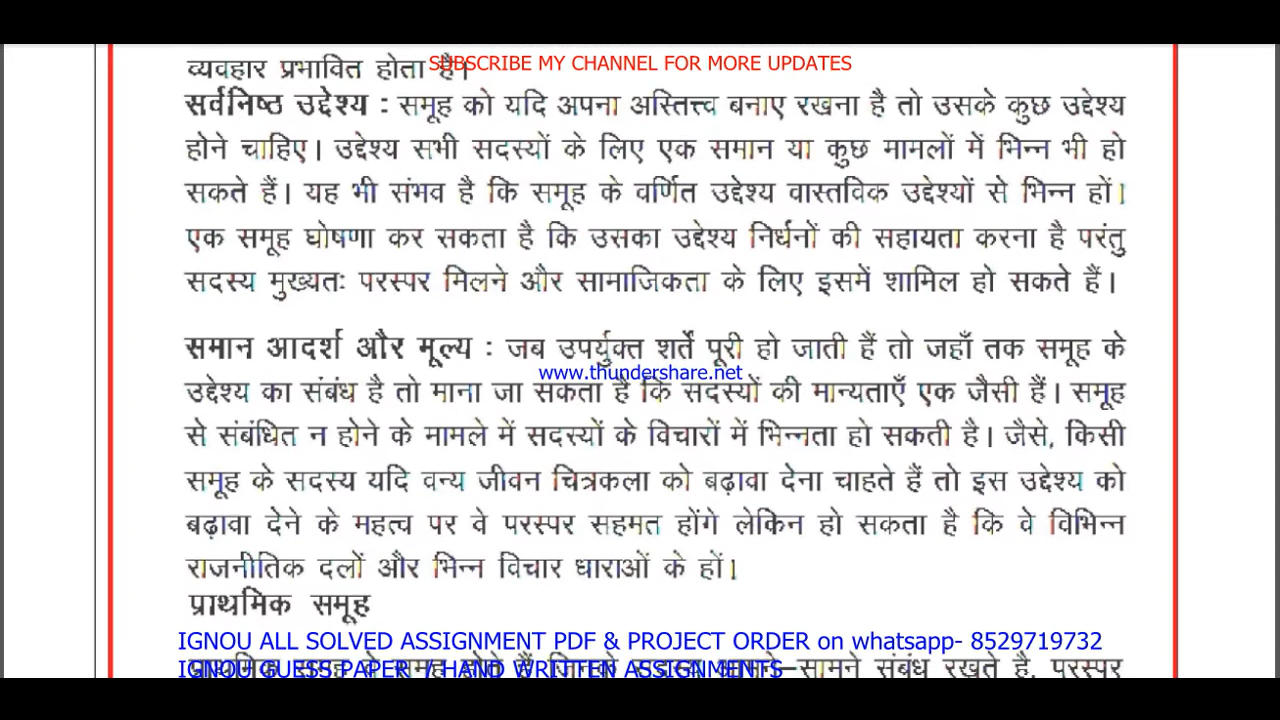 व्यवहार प्रभावित होता है।
SUBSCRIBE MY CHANNEL FOR MORE UPDATES
सर्वनिष्ठ उद्देश्य : समूह को यदि अपना अस्तित्त्व बनाए रखना है तो उसके कुछ उद्देश्य
होने चाहिए। उद्देश्य सभी सदस्यों के लिए एक समान या कुछ मामलों में भिन्न भी हो
सकते हैं। यह भी संभव है कि समूह के वर्णित उद्देश्य वास्तविक उद्देश्यों से भिन्न हों।
एक समूह घोषणा कर सकता है कि उसका उद्देश्य निर्धनों की सहायता करना है परंतु
सदस्य मुख्यतः परस्पर मिलने और सामाजिकता के लिए इसमें शामिल हो सकते हैं।
समान आदर्श और मूल्य : जब उपर्युक्त शर्ते पूरी हो जाती हैं तो जहाँ तक समूह के
www.thundershare.net
उद्देश्य का संबंध है तो माना जा सकता है कि सदस्यों की मान्यताएँ एक जैसी हैं। समूह
से संबंधित न होने के मामले में सदस्यों के विचारों में भिन्नता हो सकती है। जैसे, किसी
समूह के सदस्य यदि वन्य जीवन चित्रकला को बढ़ावा देना चाहते हैं तो इस उद्देश्य को
बढ़ावा देने के महत्व पर वे परस्पर सहमत होंगे लेकिन हो सकता है कि वे विभिन्न
राजनीतिक दलों और भिन्न विचार धाराओं के हों।
प्राथमिक समूह
IGNOU ALL SOLVED ASSIGNMENT PDF & PROJECT ORDER on whatsapp- 8529719732
IGNOU GUESS PAPER / HAND WRITTEN ASSIGNMENTS
सामने संबंध रखते है, परस्पर